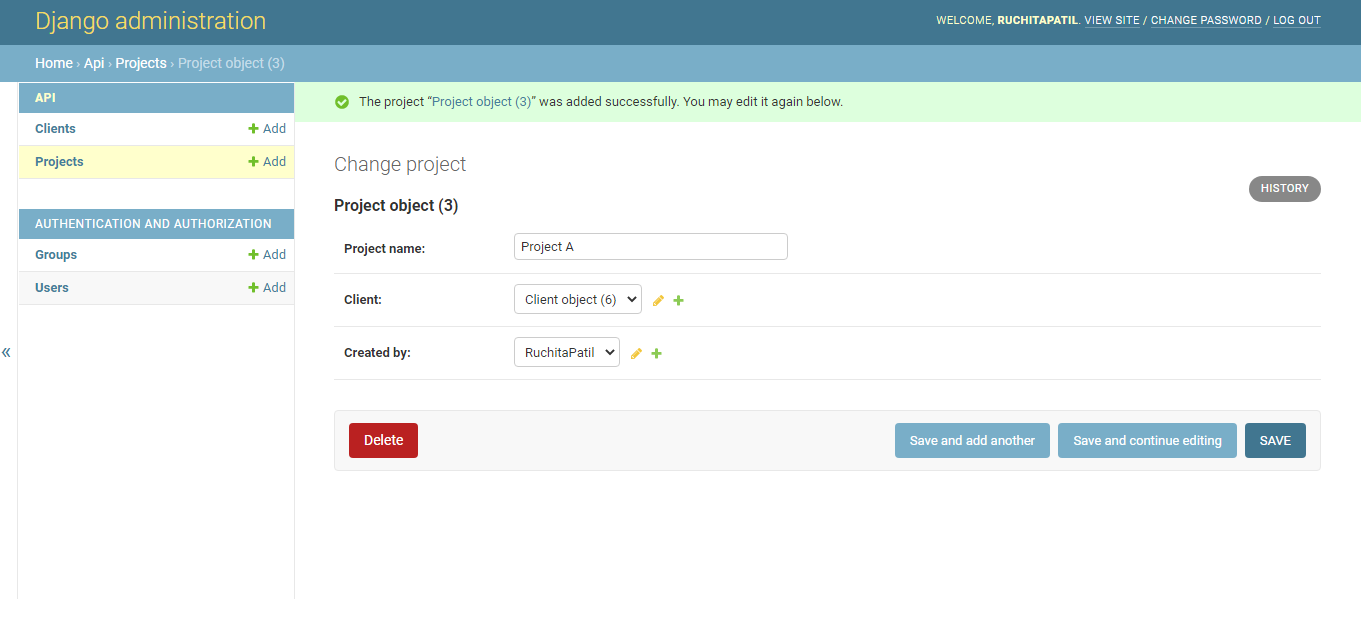 Django administration
WELCOME, RUCHITAPATIL. VIEW SITE / CHANGE PASSWORD / LOG OUT
Home › Api › Projects › Project object (3)
API
Clients + Add
Projects + Add
AUTHENTICATION AND AUTHORIZATION
Groups + Add
Users + Add
«
The project “Project object (3)” was added successfully. You may edit it again below.
Change project
HISTORY
Project object (3)
Project name: Project A
Client: Client object (6)
Created by: RuchitaPatil
Delete Save and add another Save and continue editing SAVE